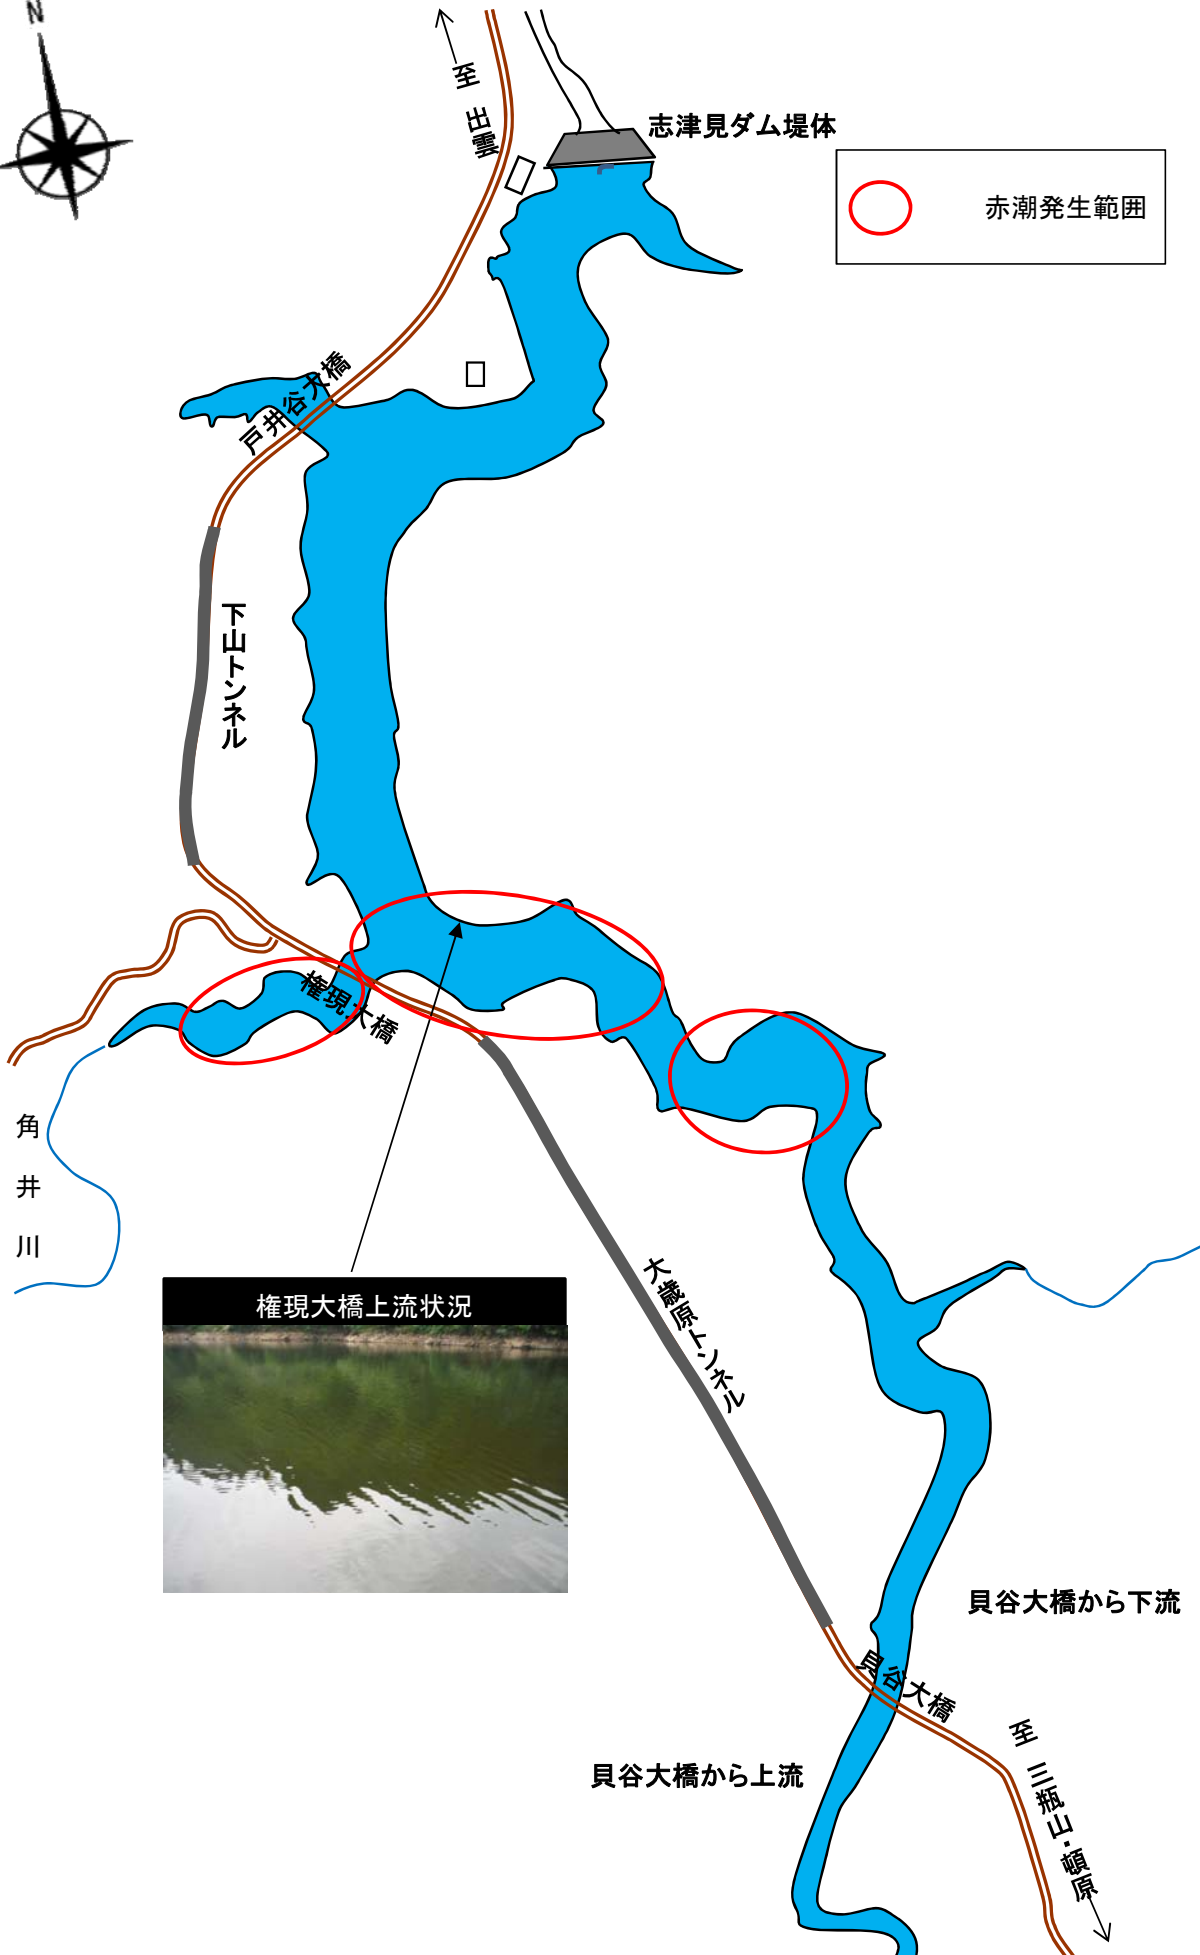 N
至 出雲
志津見ダム堤体
赤潮発生範囲
戸井谷大橋
下山トンネル
権現大橋
角井川
権現大橋上流状況
大歳原トンネル
貝谷大橋から下流
貝谷大橋
貝谷大橋から上流
至 三瓶山・頓原